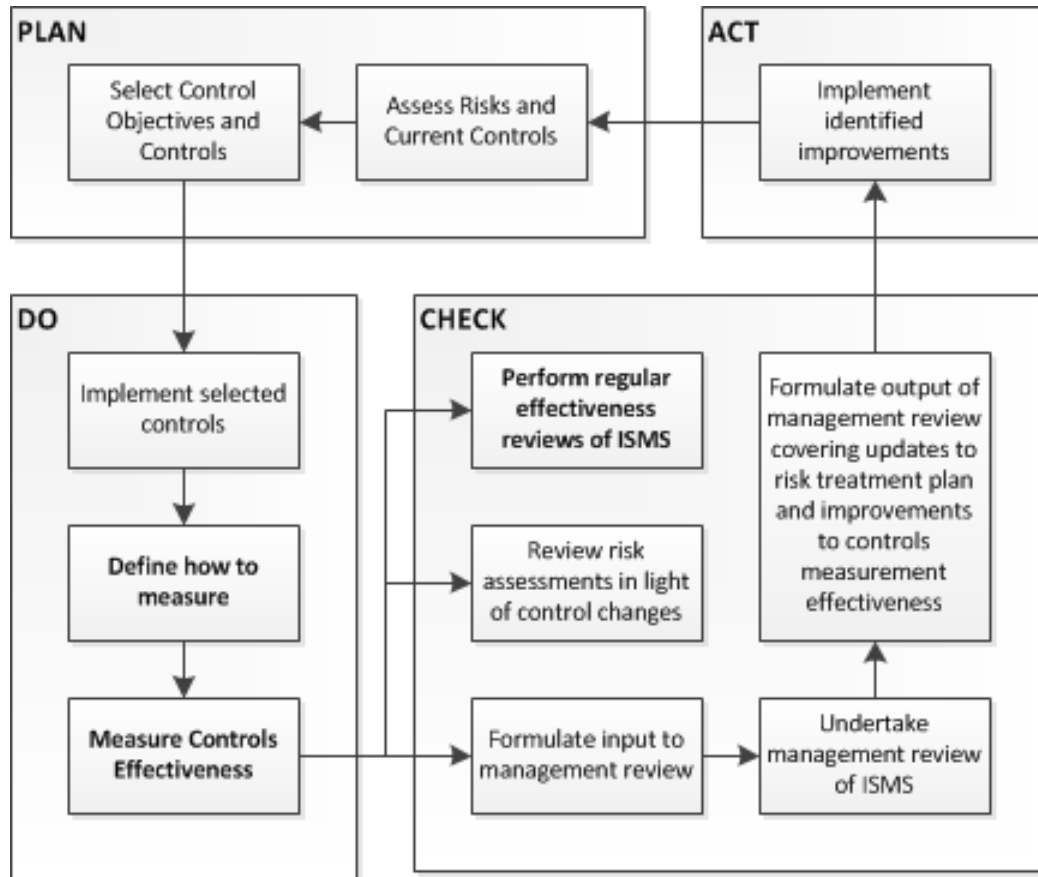 PLAN
Select Control
Objectives and
Controls
Assess Risks and
Current Controls
ACT
Implement
identified
improvements
DO
Implement selected
controls
Define how to
measure
Measure Controls
Effectiveness
CHECK
Perform regular
effectiveness
reviews of ISMS
Review risk
assessments in light
of control changes
Formulate input to
management review
Undertake
management review
of ISMS
Formulate output of
management review
covering updates to
risk treatment plan
and improvements
to controls
measurement
effectiveness